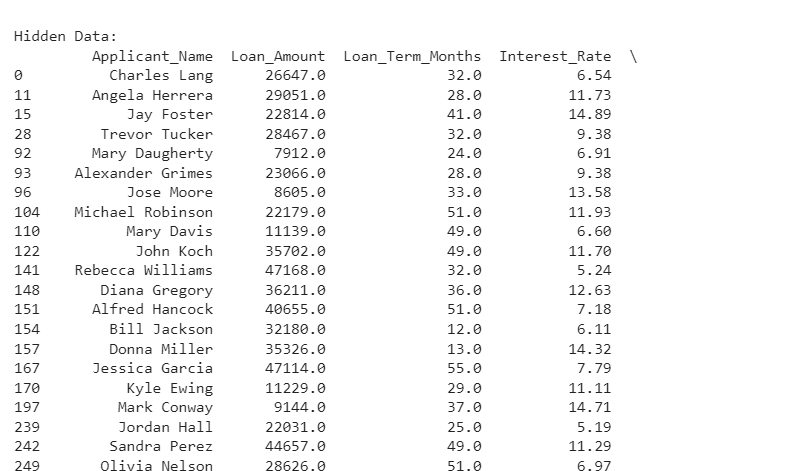 Hidden Data:
Applicant_Name Loan_Amount Loan_Term_Months Interest_Rate \
0 Charles Lang 26647.0 32.0 6.54
11 Angela Herrera 29051.0 28.0 11.73
15 Jay Foster 22814.0 41.0 14.89
28 Trevor Tucker 28467.0 32.0 9.38
92 Mary Daugherty 7912.0 24.0 6.91
93 Alexander Grimes 23066.0 28.0 9.38
96 Jose Moore 8605.0 33.0 13.58
104 Michael Robinson 22179.0 51.0 11.93
110 Mary Davis 11139.0 49.0 6.60
122 John Koch 35702.0 49.0 11.70
141 Rebecca Williams 47168.0 32.0 5.24
148 Diana Gregory 36211.0 36.0 12.63
151 Alfred Hancock 40655.0 51.0 7.18
154 Bill Jackson 32180.0 12.0 6.11
157 Donna Miller 35326.0 13.0 14.32
167 Jessica Garcia 47114.0 55.0 7.79
170 Kyle Ewing 11229.0 29.0 11.11
197 Mark Conway 9144.0 37.0 14.71
239 Jordan Hall 22031.0 25.0 5.19
242 Sandra Perez 44657.0 49.0 11.29
249 Olivia Nelson 28626.0 51.0 6.97